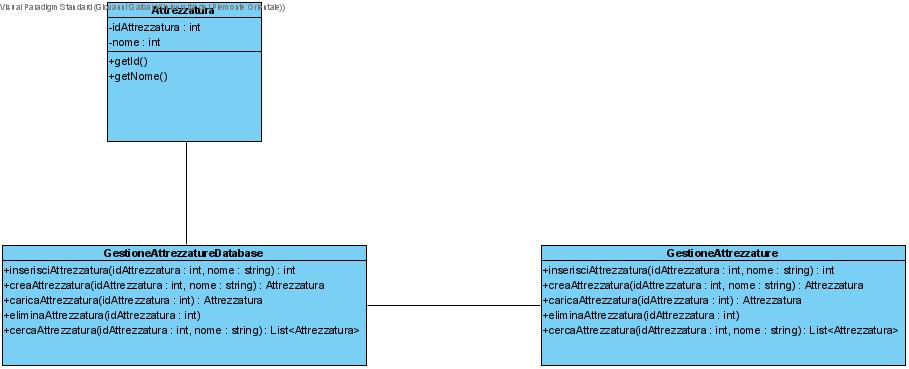 Visual Paradigm Standard (Giovanni Università del Piemonte Orientale))
Attrezzatura
-idAttrezzatura : int
-nome : int
+getId()
+getNome()
GestioneAttrezzatureDatabase
+inserisciAttrezzatura(idAttrezzatura : int, nome : string) : int
+creaAttrezzatura(idAttrezzatura : int, nome : string) : Attrezzatura
+caricaAttrezzatura(idAttrezzatura : int) : Attrezzatura
+eliminaAttrezzatura(idAttrezzatura : int)
+cercaAttrezzatura(idAttrezzatura : int, nome : string) : List<Attrezzatura>
GestioneAttrezzature
+inserisciAttrezzatura(idAttrezzatura : int, nome : string) : int
+creaAttrezzatura(idAttrezzatura : int, nome : string) : Attrezzatura
+caricaAttrezzatura(idAttrezzatura : int) : Attrezzatura
+eliminaAttrezzatura(idAttrezzatura : int)
+cercaAttrezzatura(idAttrezzatura : int, nome : string) : List<Attrezzatura>